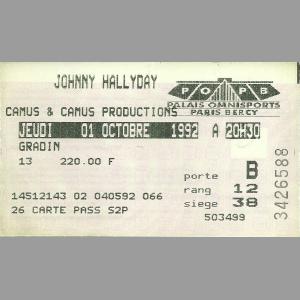 JOHNNY HALLYDAY
P O P B
PALAIS OMNISPORTS
PARIS BERCY
CAMUS & CAMUS PRODUCTIONS
JEUDI 01 OCTOBRE 1992 A 20H30
GRADIN
13 220.00 F
porte B
rang 12
siege 38
14512143 02 040592 066
26 CARTE PASS S2P
503499
3426588